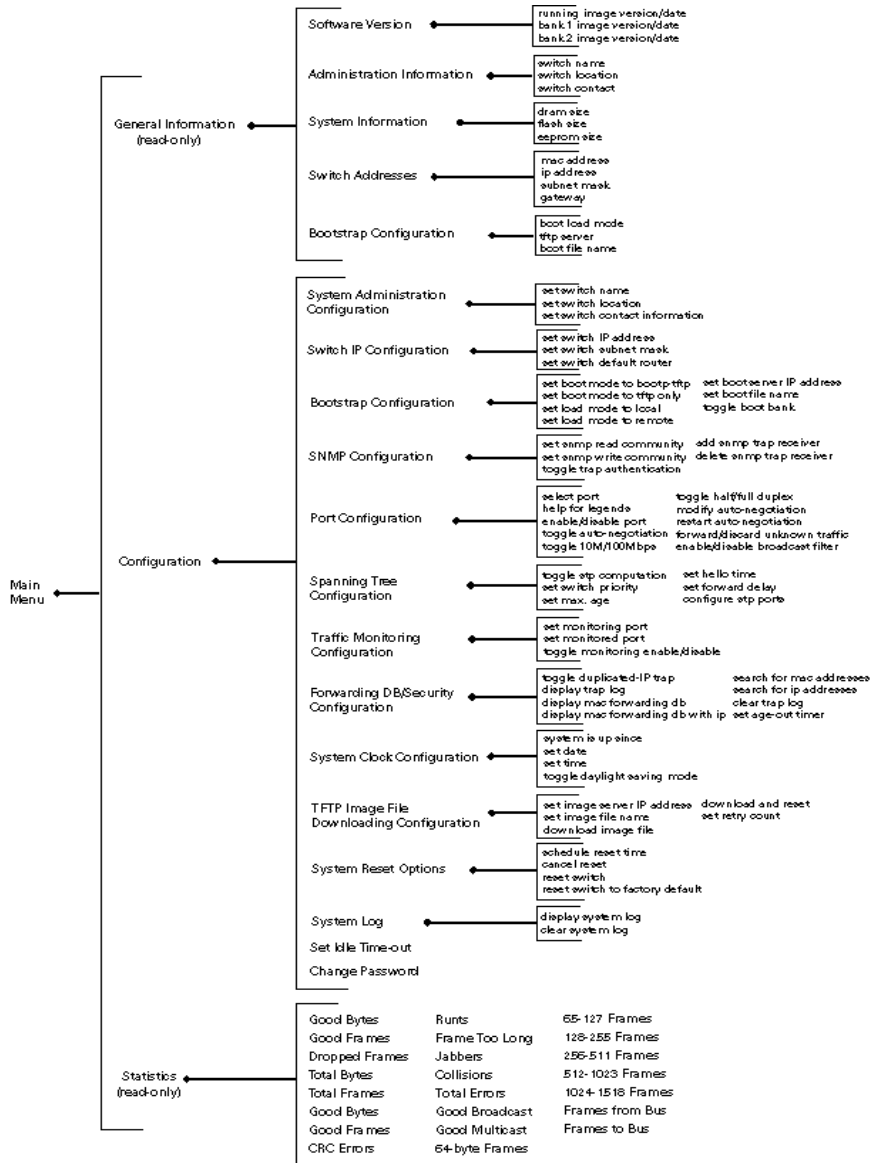 Main
Menu
General Information
(read-only)
Software Version
running image version/date
bank1 image version/date
bank2 image version/date
Administration Information
switch name
switch location
switch contact
System Information
dram size
flash size
eeprom size
Switch Addresses
mac address
ip address
subnet mask
gateway
Bootstrap Configuration
boot load mode
tftp server
boot file name
Configuration
System Administration
Configuration
set switch name
set switch location
set switch contact information
Switch IP Configuration
set switch IP address
set switch subnet mask
set switch default router
Bootstrap Configuration
set boot mode to bootp tftp
set boot mode to tftp only
set load mode to local
set load mode to remote
set bootserver IP address
set boot file name
toggle boot bank
SNMP Configuration
set snmp read community
set snmp write community
toggle trap authentication
add snmp trap receiver
delete snmp trap receiver
Port Configuration
select port
help for legends
enable/disable port
toggle auto-negotiation
toggle 10M/100Mbps
toggle half/full duplex
modify auto-negotiation
restart auto-negotiation
forward/discard unknown traffic
enable/disable broadcast filter
Spanning Tree
Configuration
toggle stp computation
set switch priority
set max. age
set hello time
set forward delay
configure stp ports
Traffic Monitoring
Configuration
set monitoring port
set monitored port
toggle monitoring enable/disable
Forwarding DB/Security
Configuration
toggle duplicated-IP trap
display trap log
display mac forwarding db
display mac forwarding db with ip
search for mac addresses
search for ip addresses
clear trap log
set age-out timer
System Clock Configuration
system is up since
set date
set time
toggle daylight saving mode
TFTP Image File
Downloading Configuration
set image server IP address
set image file name
download image file
download and reset
set retry count
System Reset Options
schedule reset time
cancel reset
reset switch
reset switch to factory default
System Log
display system log
clear system log
Set Idle Time-out
Change Password
Statistics
(read-only)
Good Bytes
Good Frames
Dropped Frames
Total Bytes
Total Frames
Good Bytes
Good Frames
CRC Errors
Runts
Frame Too Long
Jabbers
Collisions
Total Errors
Good Broadcast
Good Multicast
64-byte Frames
65-127 Frames
128-255 Frames
256-511 Frames
512-1023 Frames
1024-1518 Frames
Frames from Bus
Frames to Bus